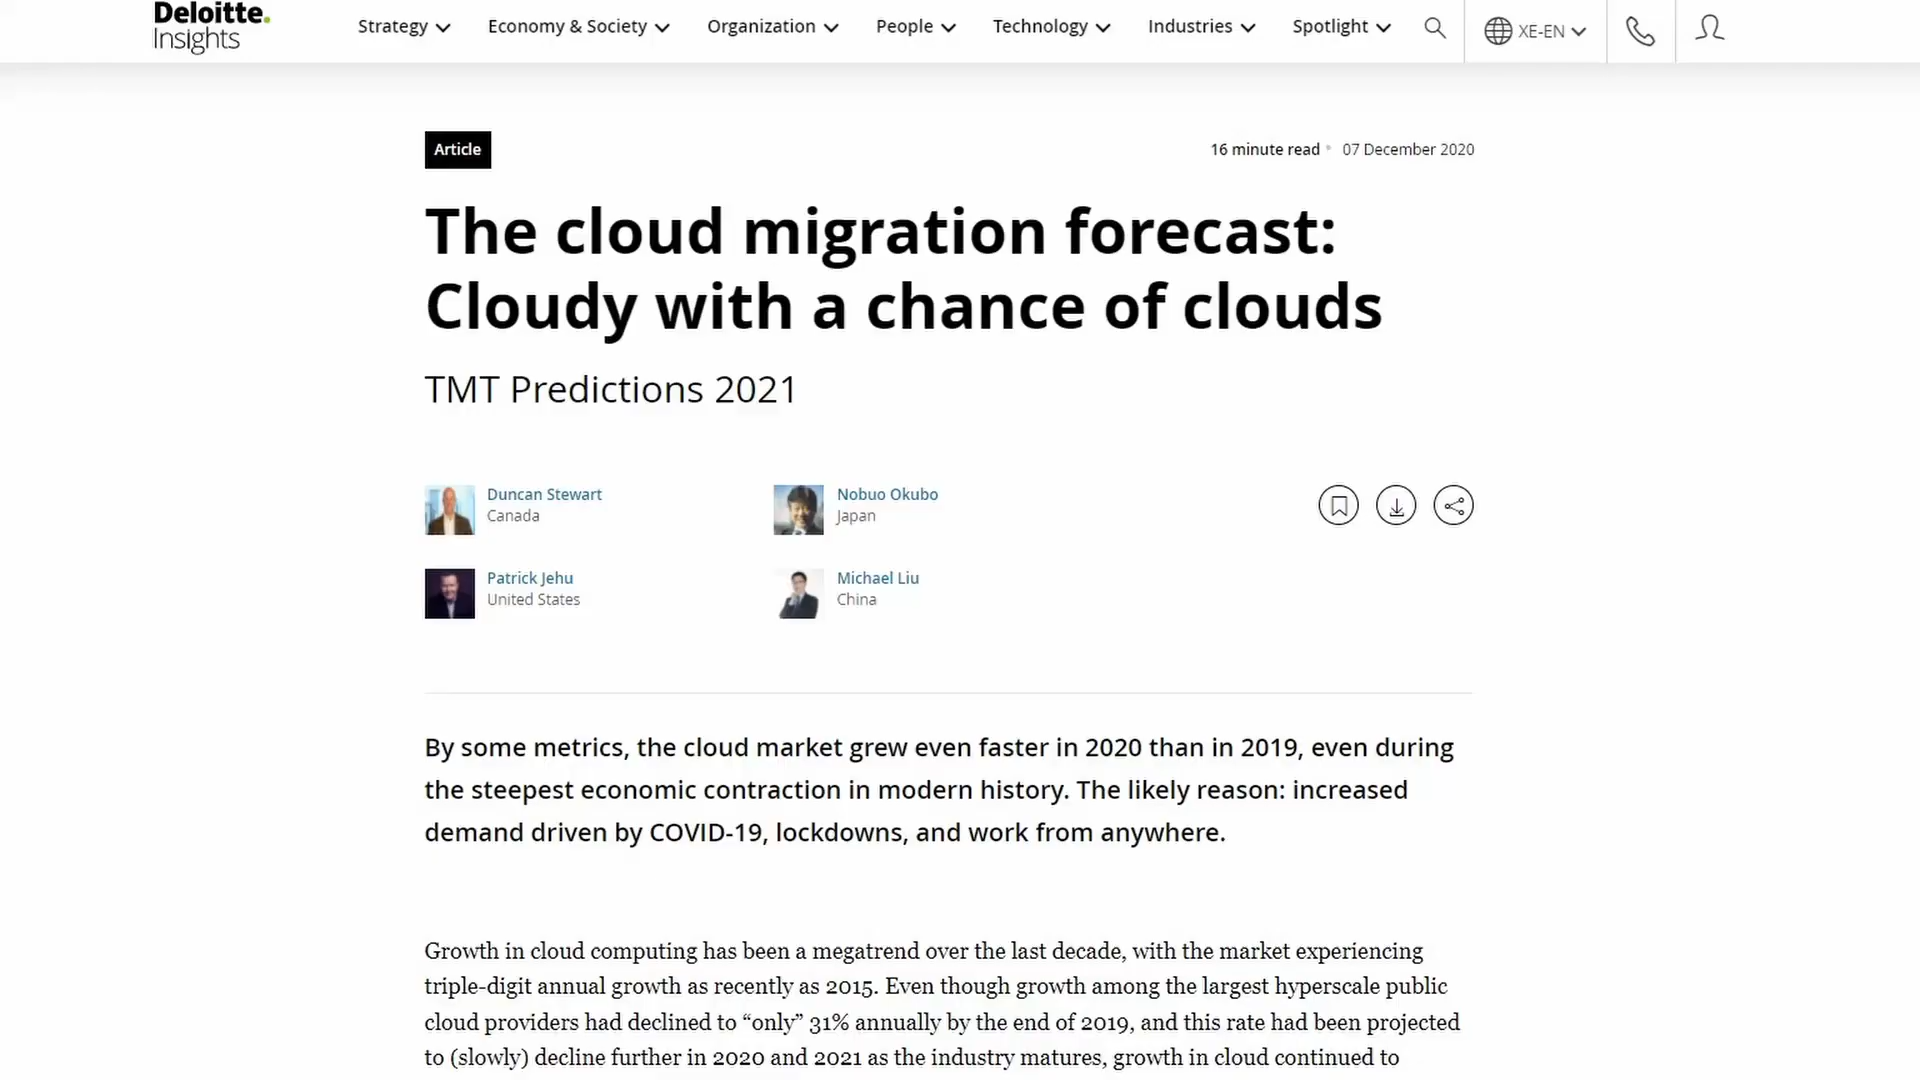 Deloitte.
Insights
Strategy
Economy & Society
Organization
People
Technology
Industries
Spotlight
XE-EN
Article
16 minute read
07 December 2020
The cloud migration forecast:
Cloudy with a chance of clouds
TMT Predictions 2021
Duncan Stewart
Canada
Nobuo Okubo
Japan
Patrick Jehu
United States
Michael Liu
China
By some metrics, the cloud market grew even faster in 2020 than in 2019, even during
the steepest economic contraction in modern history. The likely reason: increased
demand driven by COVID-19, lockdowns, and work from anywhere.
Growth in cloud computing has been a megatrend over the last decade, with the market experiencing
triple-digit annual growth as recently as 2015. Even though growth among the largest hyperscale public
cloud providers had declined to “only” 31% annually by the end of 2019, and this rate had been projected
to (slowly) decline further in 2020 and 2021 as the industry matures, growth in cloud continued to